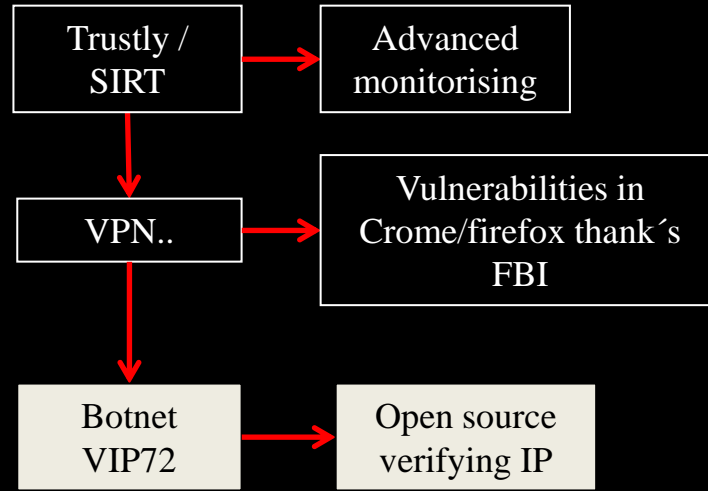 Trustly /
SIRT
Advanced
monitorising
VPN..
Vulnerabilities in
Crome/firefox thank´s
FBI
Botnet
VIP72
Open source
verifying IP